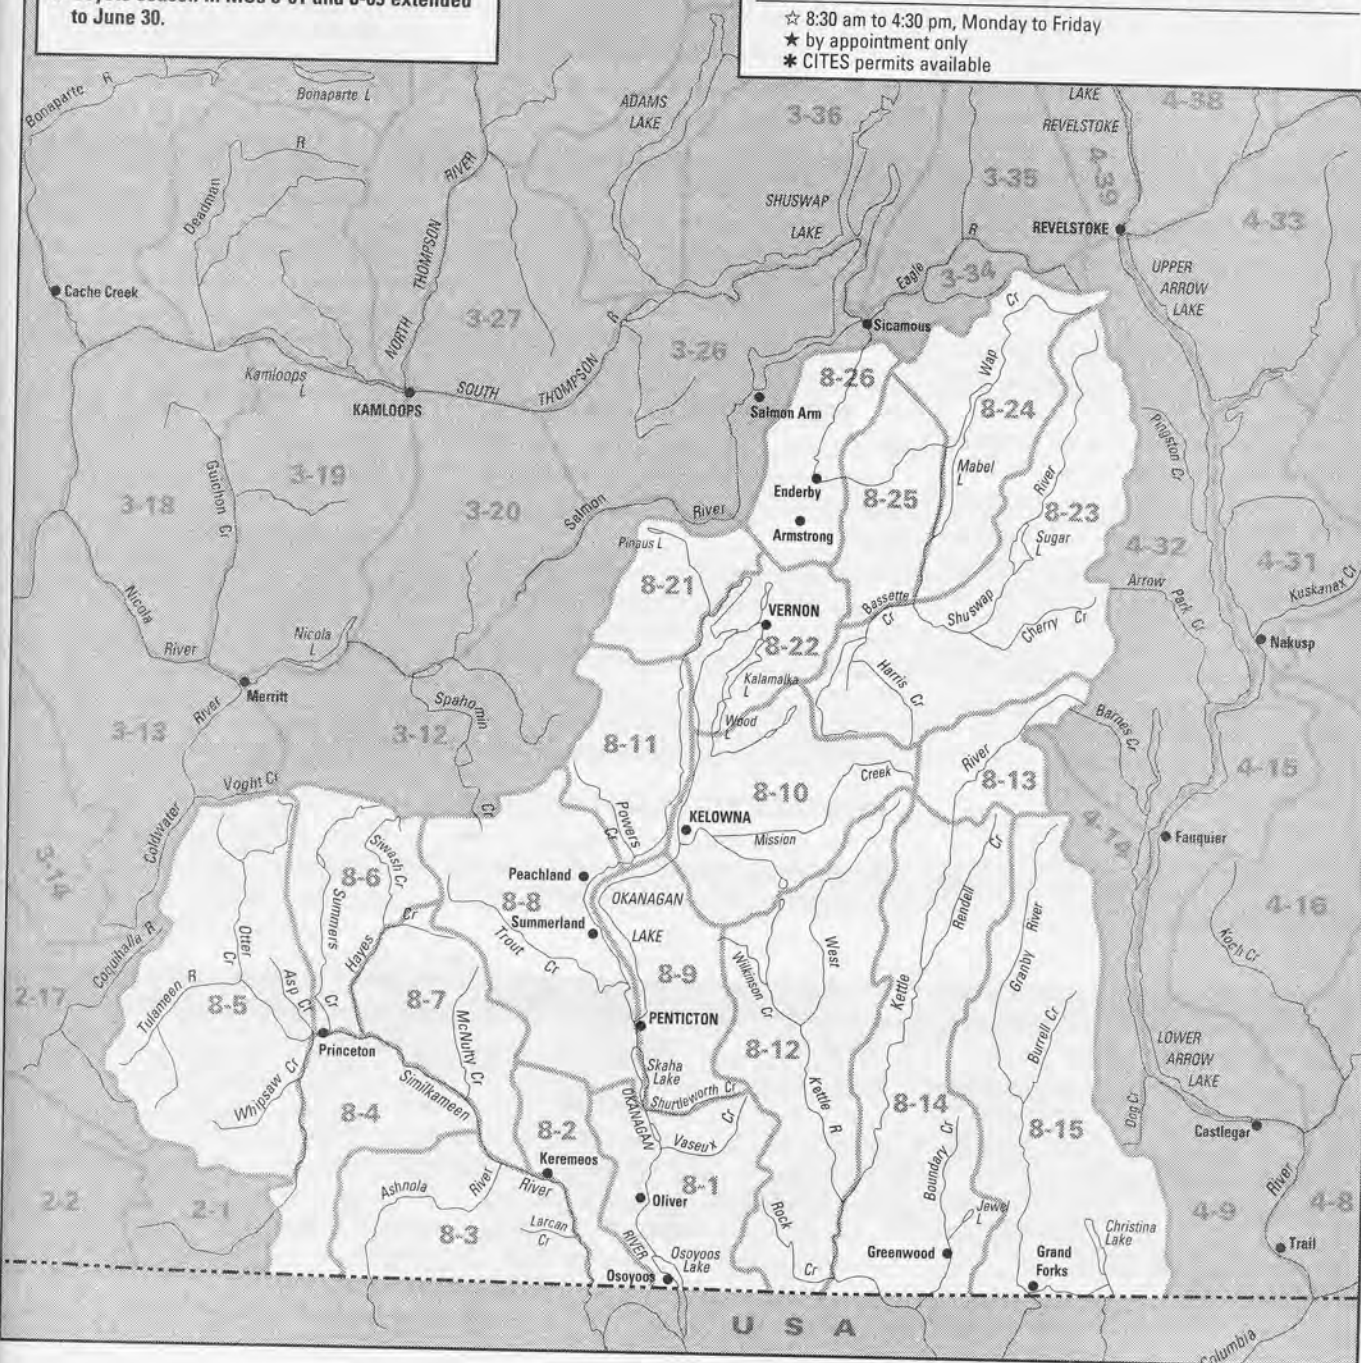 to June 30.
☆ 8:30 am to 4:30 pm, Monday to Friday
★ by appointment only
✱ CITES permits available
Bonaparte R
Bonaparte L
ADAMS
LAKE
3-36
LAKE
REVELSTOKE
4-38
4-39
3-35
Deadman
R
NORTH THOMPSON RIVER
SHUSWAP
LAKE
R
REVELSTOKE
4-33
Eagle
3-34
UPPER
ARROW
LAKE
Cache Creek
3-27
R
Cr
Sicamous
3-26
Kamloops
L
KAMLOOPS
SOUTH
THOMPSON
8-26
Wap
Salmon Arm
8-24
Pingston Cr
Guichon Cr
3-19
3-18
3-20
Mabel
L
River
Enderby
8-25
8-23
Salmon
River
Armstrong
Sugar
L
Pinaus L
4-32
4-31
8-21
Arrow
Park Cr
Kuskanax Cr
Nicola
River
Nicola
L
VERNON
Bassette
Cr
Shuswap
Cherry Cr
8-22
Nakusp
Merritt
River
Kalamalka
L
Harris Cr
Spahomin
Cr
3-13
3-12
Wood
L
Barnes Cr
8-11
River
8-13
4-15
Voght Cr
Creek
8-10
Coldwater
Powers
Cr
KELOWNA
Mission
4-14
Fauquier
3-14
Siwash Cr
8-6
Peachland
8-8
Summerland
OKANAGAN
LAKE
Cr
Rendell
4-16
Otter
Cr
Summers
Cr
Hayes
Cr
Trout
Cr
Granby River
Koch Cr
Coquihalla R
West
Wilkinson Cr
8-9
2-17
Tulameen R
8-5
Asp Cr
8-7
McNulty Cr
Kettle
PENTICTON
Princeton
8-12
Burrell Cr
LOWER
ARROW
LAKE
Skaha
Lake
Whipsaw Cr
Similkameen
Shurtleworth Cr
Kettle R
8-4
OKANAGAN
8-14
8-15
Dog Cr
8-2
Vaseux
Cr
Castlegar
Keremeos
Boundary Cr
2-2
2-1
Ashnola
River
River
8-1
Oliver
Jewel
L
River
4-9
4-8
8-3
Larcan
Cr
RIVER
Rock
Cr
Christina
Lake
Osoyoos
Lake
Greenwood
Grand
Forks
Trail
Osoyoos
U S A
Columbia